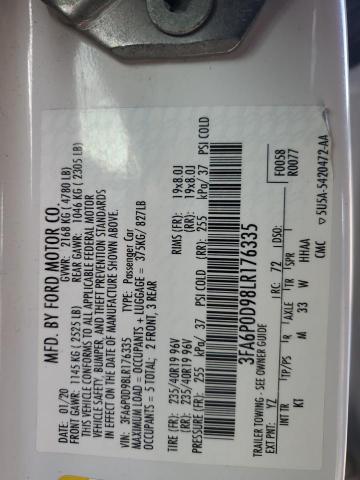 MFD. BY FORD MOTOR CO.
01/20 GVWR: 2168 KG ( 4780 LB)
FRONT GAWR: 1145 KG ( 2525 LB) REAR GAWR: 1046 KG ( 2305 LB)
THIS VEHICLE CONFORMS TO ALL APPLICABLE FEDERAL MOTOR
VEHICLE SAFETY, BUMPER, AND THEFT PREVENTION STANDARDS
IN EFFECT ON THE DATE OF MANUFACTURE SHOWN ABOVE.
VIN: 3FA6P0D98LR176335 TYPE: Passenger Car
MAXIMUM LOAD = OCCUPANTS + LUGGAGE = 375KG/ 827LB
OCCUPANTS = 5 TOTAL: 2 FRONT, 3 REAR
TIRE (FR): 235/40R19 96V RIMS (FR): 19x8.0J
(RR): 235/40R19 96V (RR): 19x8.0J
PRESSURE (FR): 255 kPa/ 37 PSI COLD (RR): 255 kPa/ 37 PSI COLD
3FA6P0D98LR176335
F0058
R0077
TRAILER TOWING - SEE OWNER GUIDE
EXT PNT: YZ RC: 72 DSO:
INT TR TP/PS R AXLE TR SPR
KT M 33 W HHAA
CMC 5U5A-5420472-AA